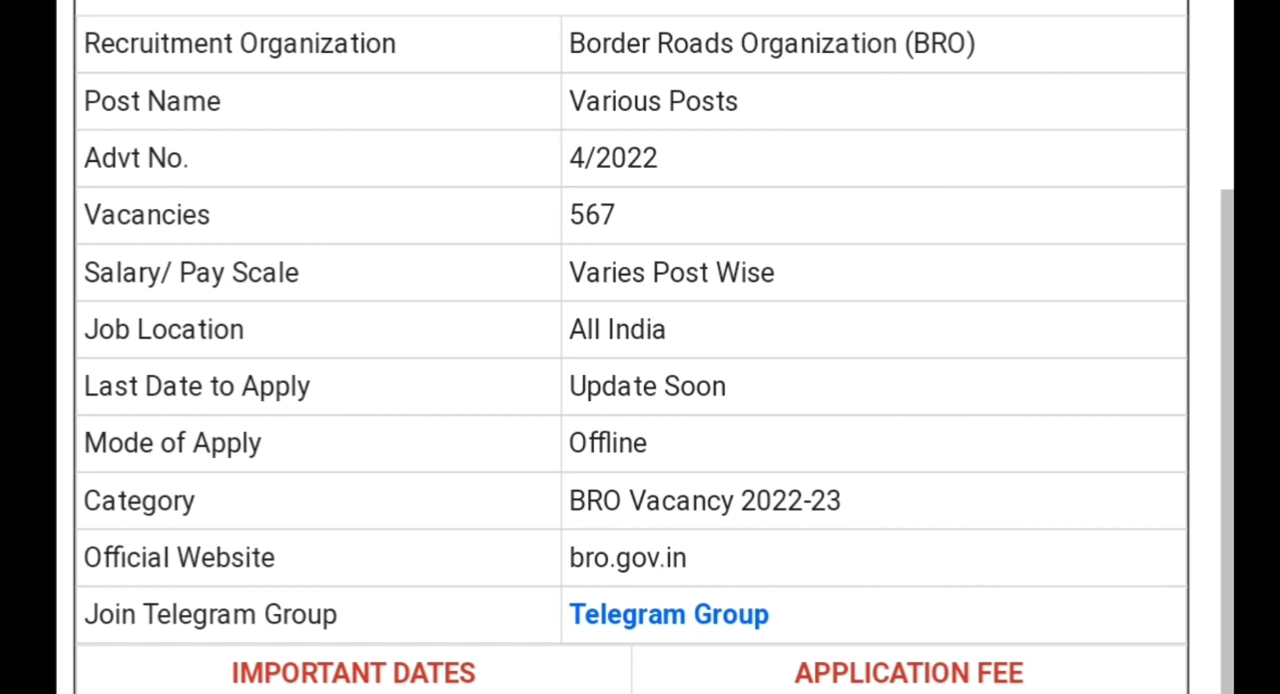 Recruitment Organization Border Roads Organization (BRO)
Post Name Various Posts
Advt No. 4/2022
Vacancies 567
Salary/ Pay Scale Varies Post Wise
Job Location All India
Last Date to Apply Update Soon
Mode of Apply Offline
Category BRO Vacancy 2022-23
Official Website bro.gov.in
Join Telegram Group Telegram Group
IMPORTANT DATES APPLICATION FEE